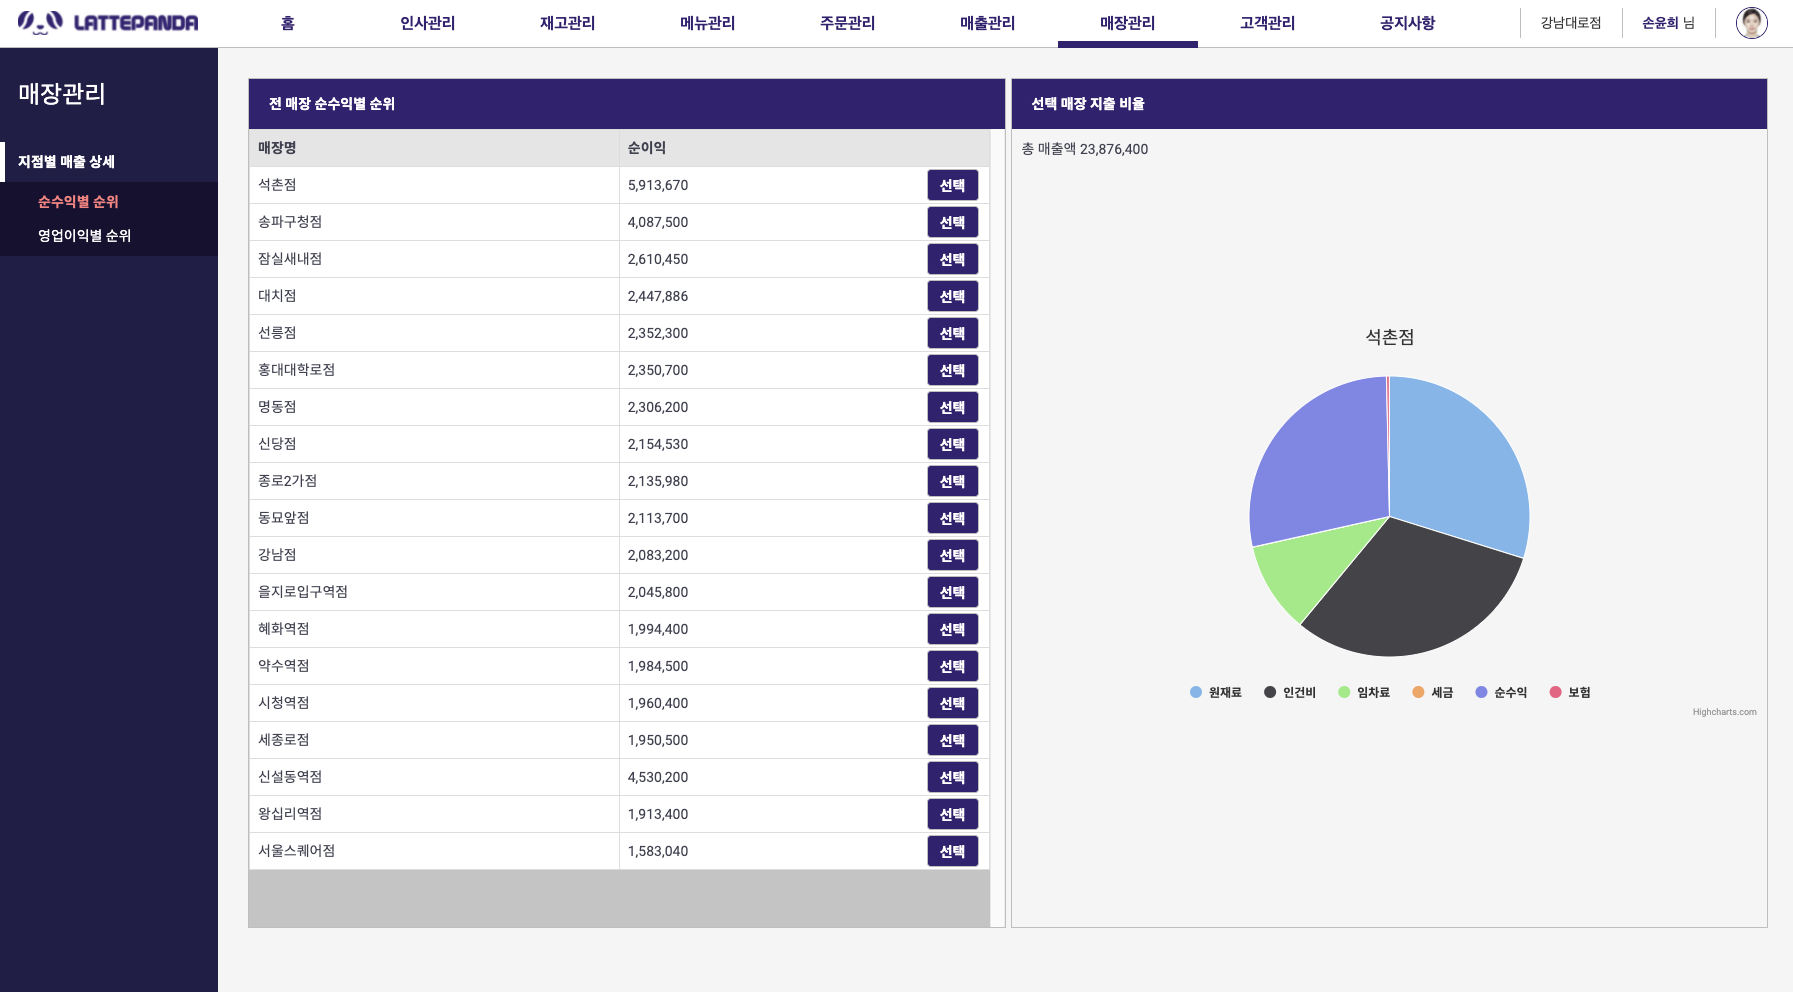 LATTEPANDA
홈 인사관리 재고관리 메뉴관리 주문관리 매출관리 매장관리 고객관리 공지사항 강남대로점 손윤희 님
매장관리
지점별 매출 상세
순수익별 순위
영업이익별 순위
전 매장 순수익별 순위
매장명 순이익
석촌점 5,913,670 선택
송파구청점 4,087,500 선택
잠실새내점 2,610,450 선택
대치점 2,447,886 선택
선릉점 2,352,300 선택
홍대대학로점 2,350,700 선택
명동점 2,306,200 선택
신당점 2,154,530 선택
종로2가점 2,135,980 선택
동묘앞점 2,113,700 선택
강남점 2,083,200 선택
을지로입구역점 2,045,800 선택
혜화역점 1,994,400 선택
약수역점 1,984,500 선택
시청역점 1,960,400 선택
세종로점 1,950,500 선택
신설동역점 4,530,200 선택
왕십리역점 1,913,400 선택
서울스퀘어점 1,583,040 선택
선택 매장 지출 비율
총 매출액 23,876,400
석촌점
원재료 인건비 임차료 세금 순수익 보험
Highcharts.com